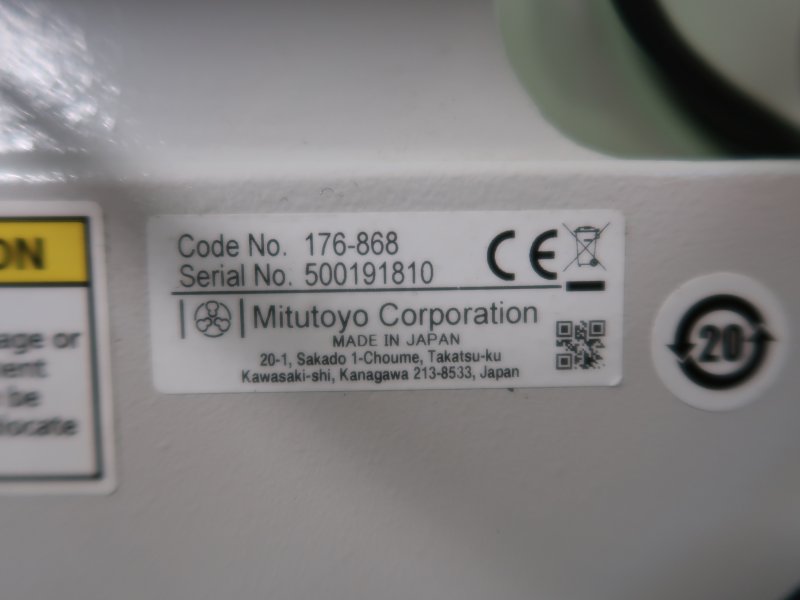 ON
age or
ent
be
locate
Code No. 176-868
Serial No. 500191810
CE
Mitutoyo Corporation
MADE IN JAPAN
20-1, Sakado 1-Choume, Takatsu-ku
Kawasaki-shi, Kanagawa 213-8533, Japan
20